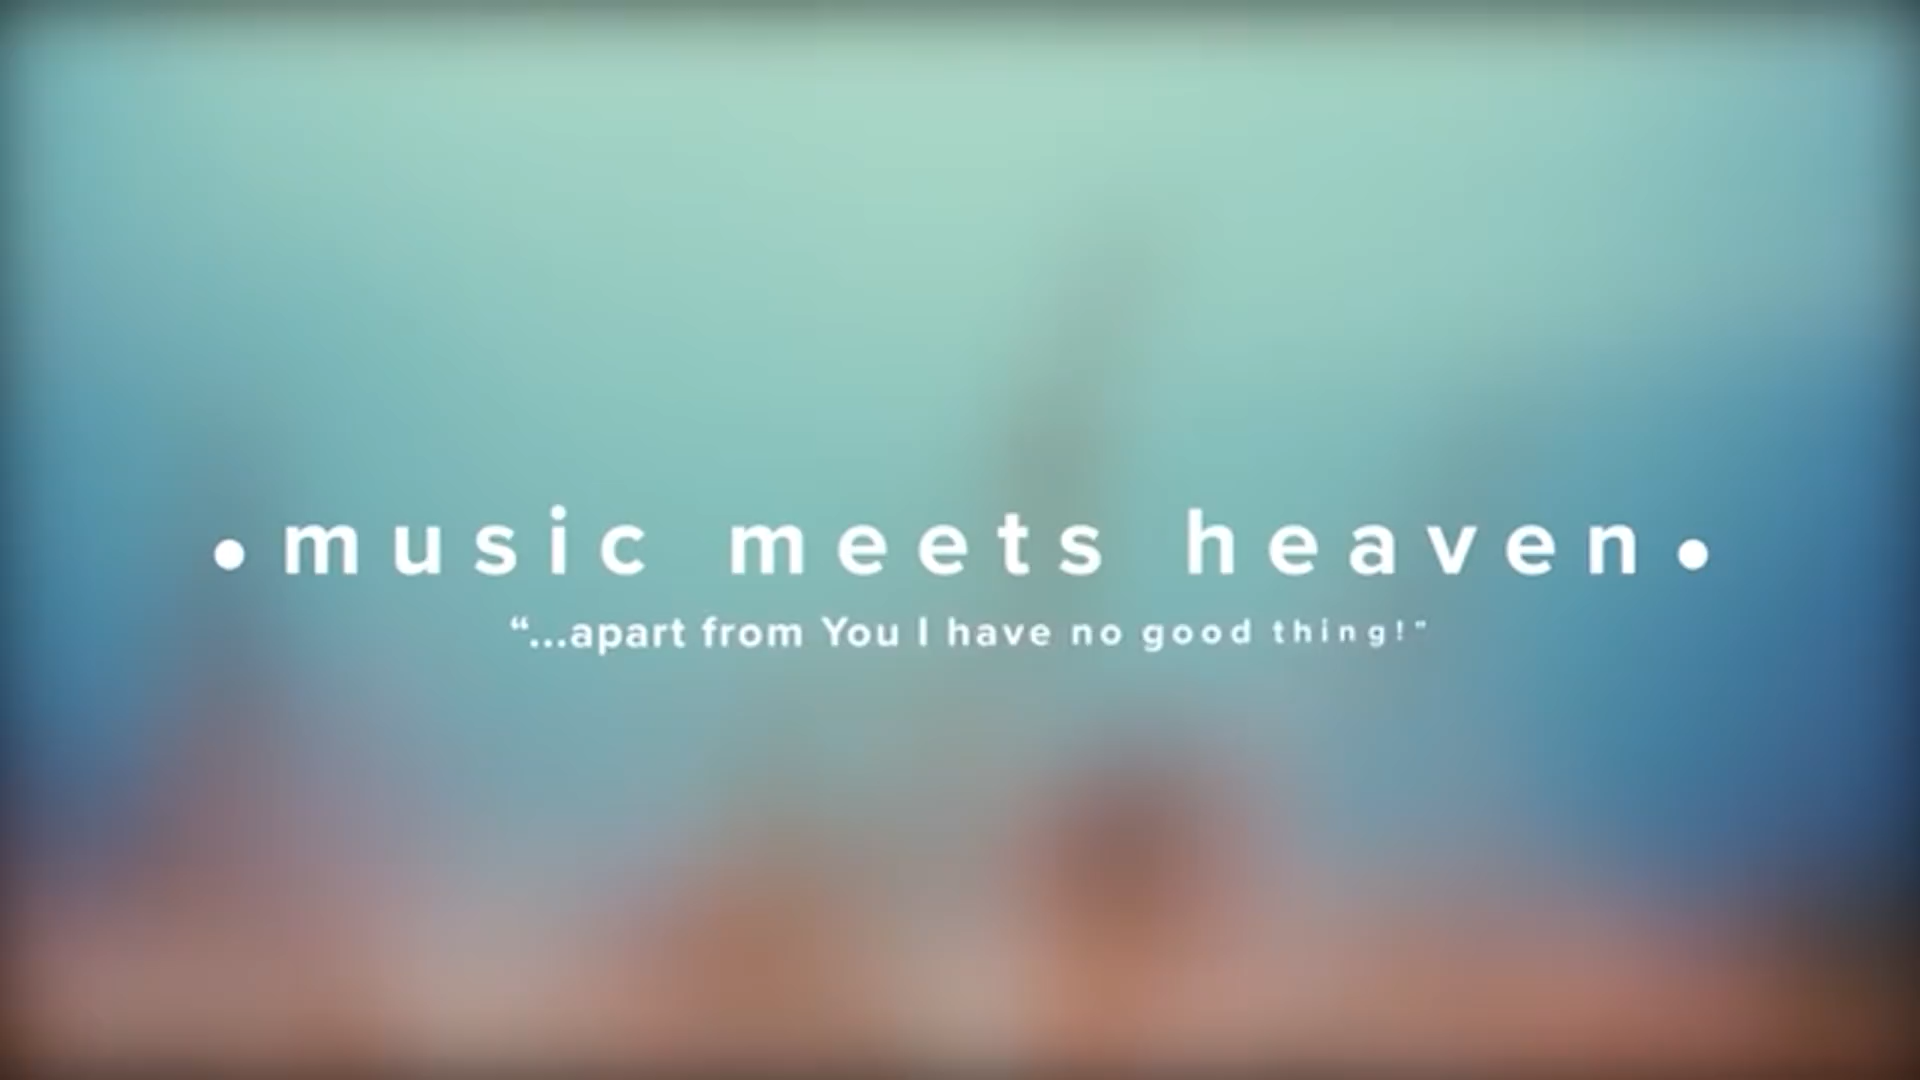 • music meets heaven •
“...apart from You I have no good thing!”